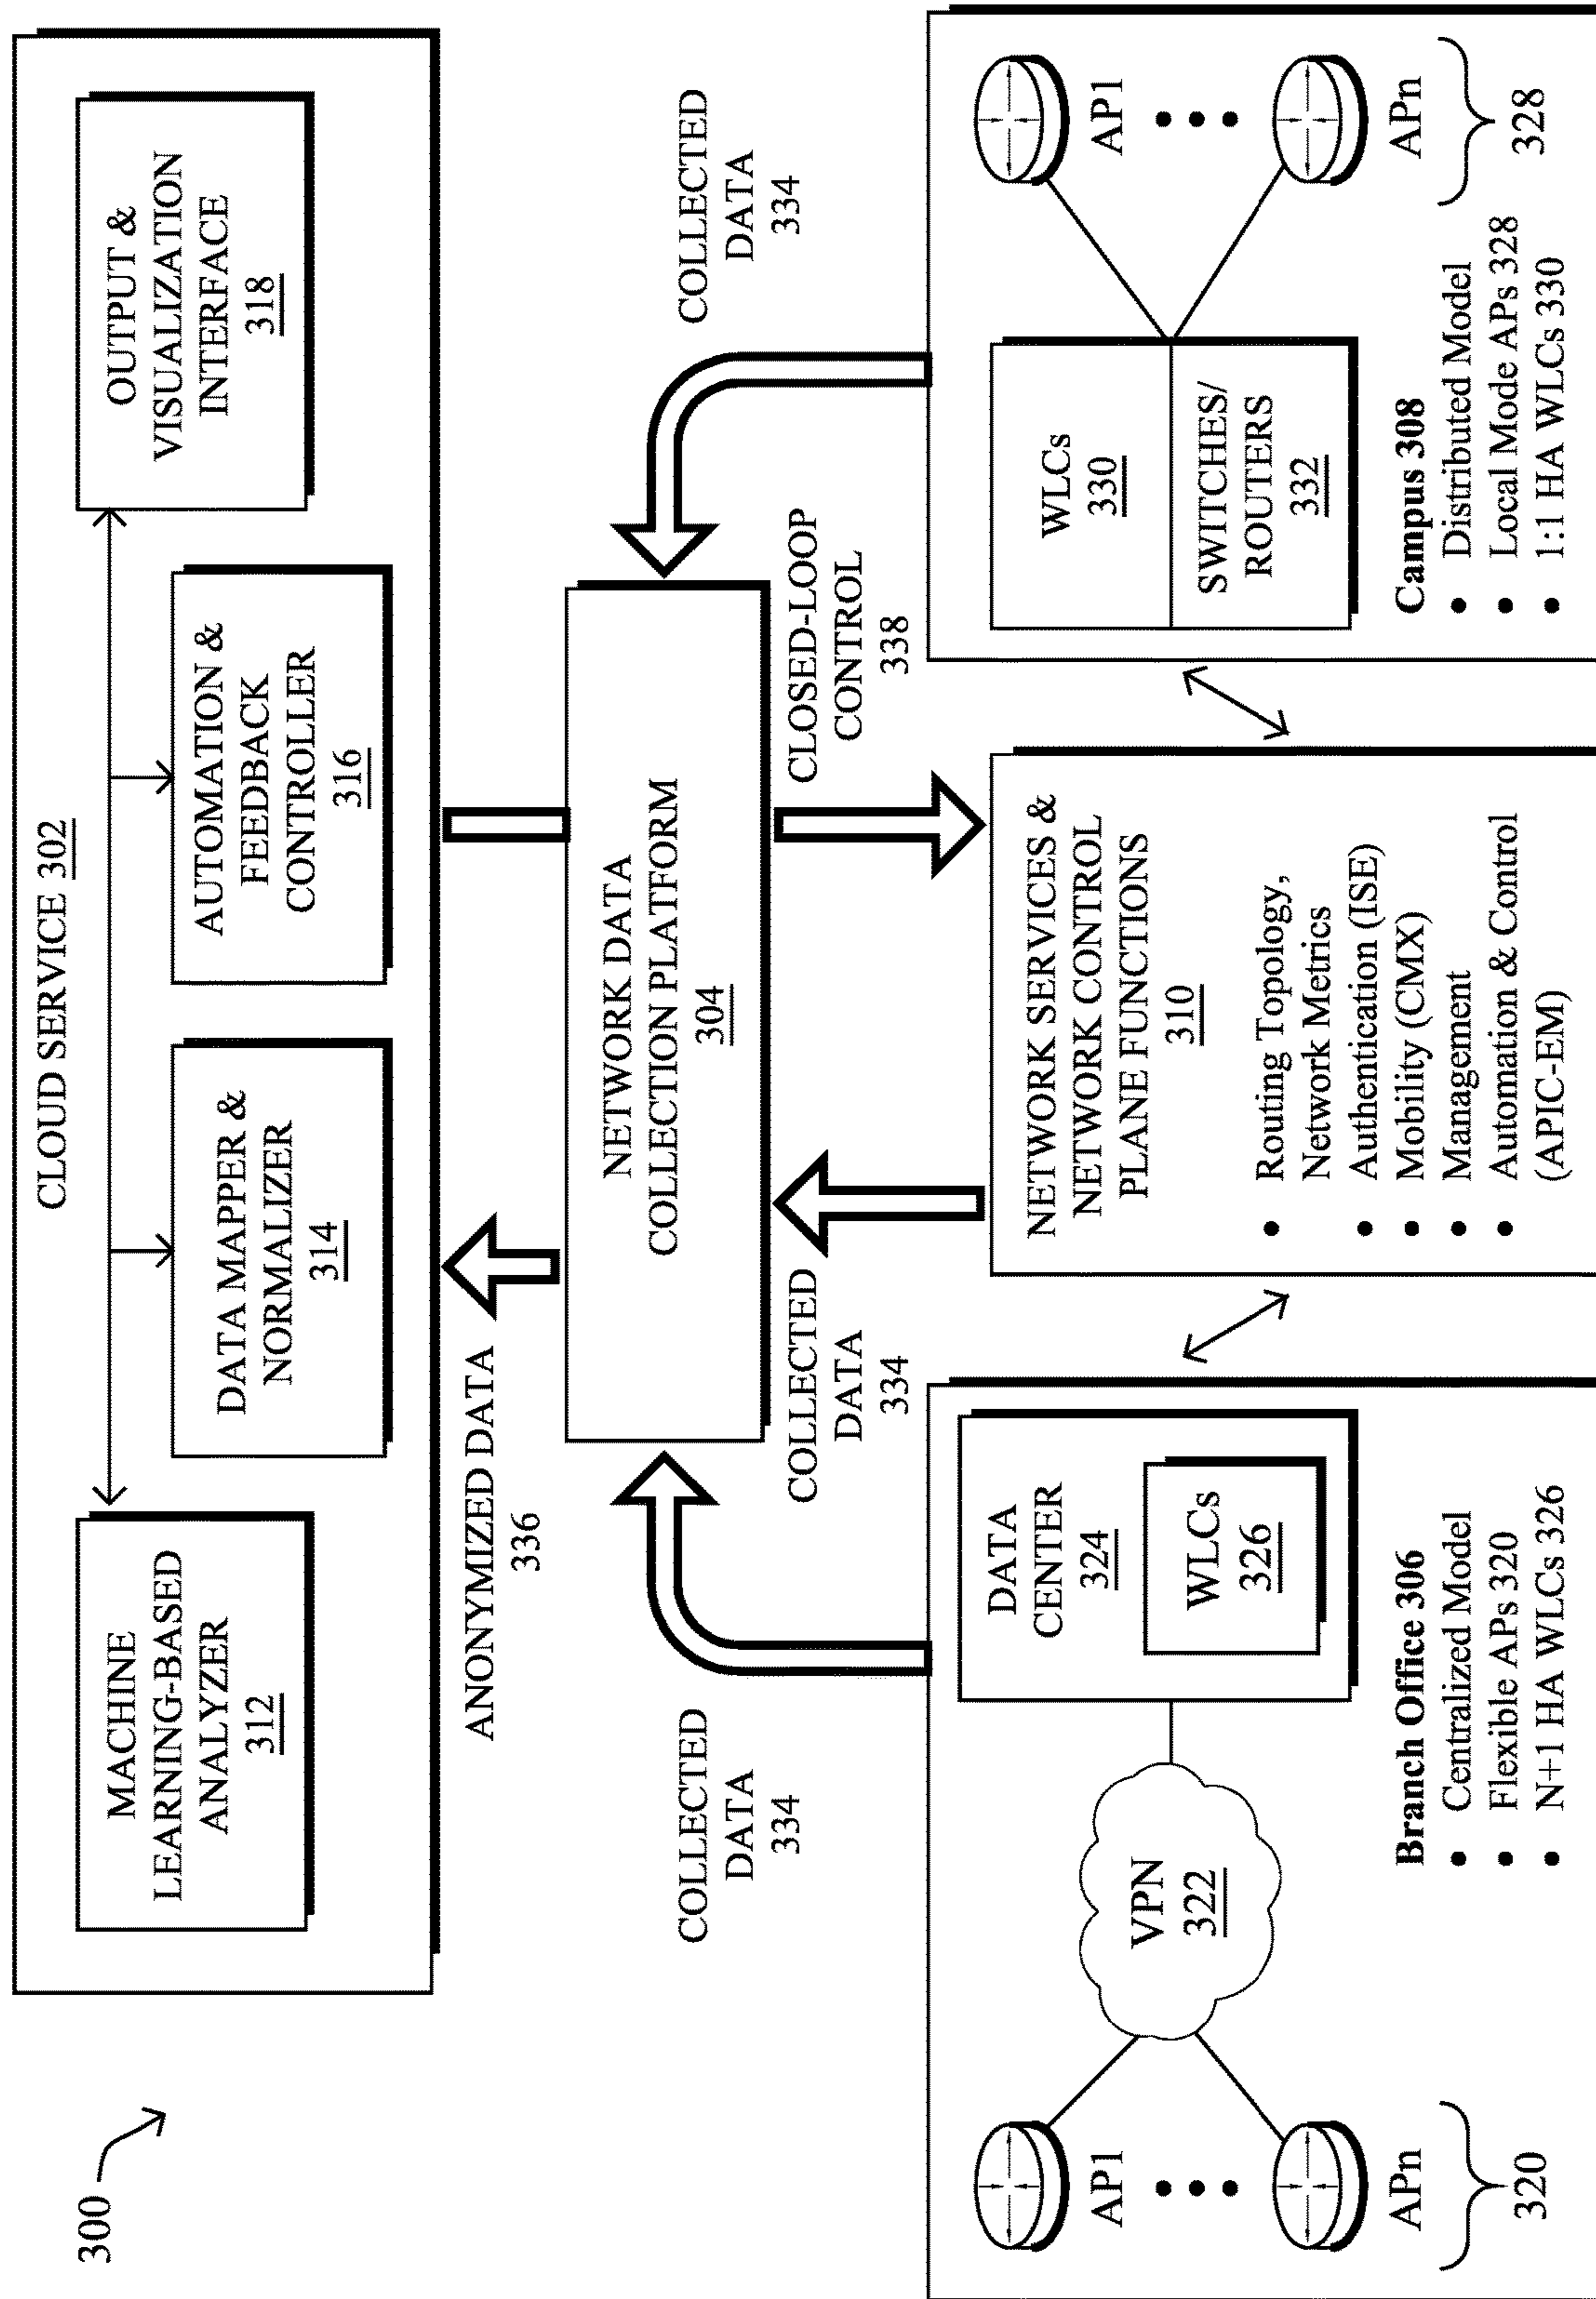 300
CLOUD SERVICE 302
MACHINE
LEARNING-BASED
ANALYZER
312
DATA MAPPER &
NORMALIZER
314
AUTOMATION &
FEEDBACK
CONTROLLER
316
OUTPUT &
VISUALIZATION
INTERFACE
318
ANONYMIZED DATA
336
COLLECTED
DATA
334
NETWORK DATA
COLLECTION PLATFORM
304
COLLECTED
DATA
334
COLLECTED
DATA
334
CLOSED-LOOP
CONTROL
338
AP1
APn
320
VPN
322
DATA
CENTER
324
WLCs
326
Branch Office 306
• Centralized Model
• Flexible APs 320
• N+1 HA WLCs 326
NETWORK SERVICES &
NETWORK CONTROL
PLANE FUNCTIONS
310
• Routing Topology,
Network Metrics
• Authentication (ISE)
• Mobility (CMX)
• Management
• Automation & Control
(APIC-EM)
WLCs
330
SWITCHES/
ROUTERS
332
AP1
APn
328
Campus 308
• Distributed Model
• Local Mode APs 328
• 1:1 HA WLCs 330